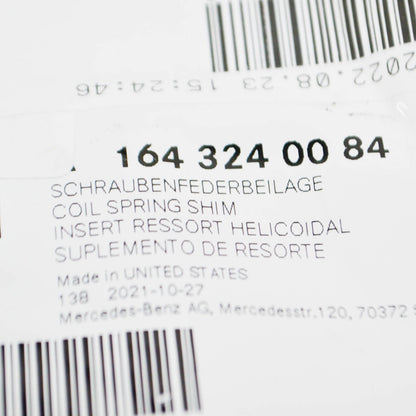 2022.08.23 15:24:46 db
164 324 00 84
SCHRAUBENFEDERBEILAGE
COIL SPRING SHIM
INSERT RESSORT HELICOIDAL
SUPLEMENTO DE RESORTE
Made in UNITED STATES
138 2021-10-27
Mercedes-Benz AG, Mercedesstr.120, 70372